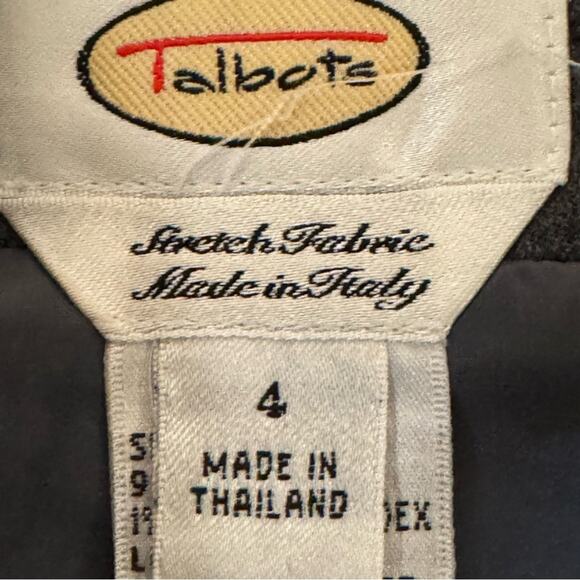 Talbots
Stretch Fabric
Made in Italy
4
MADE IN
THAILAND